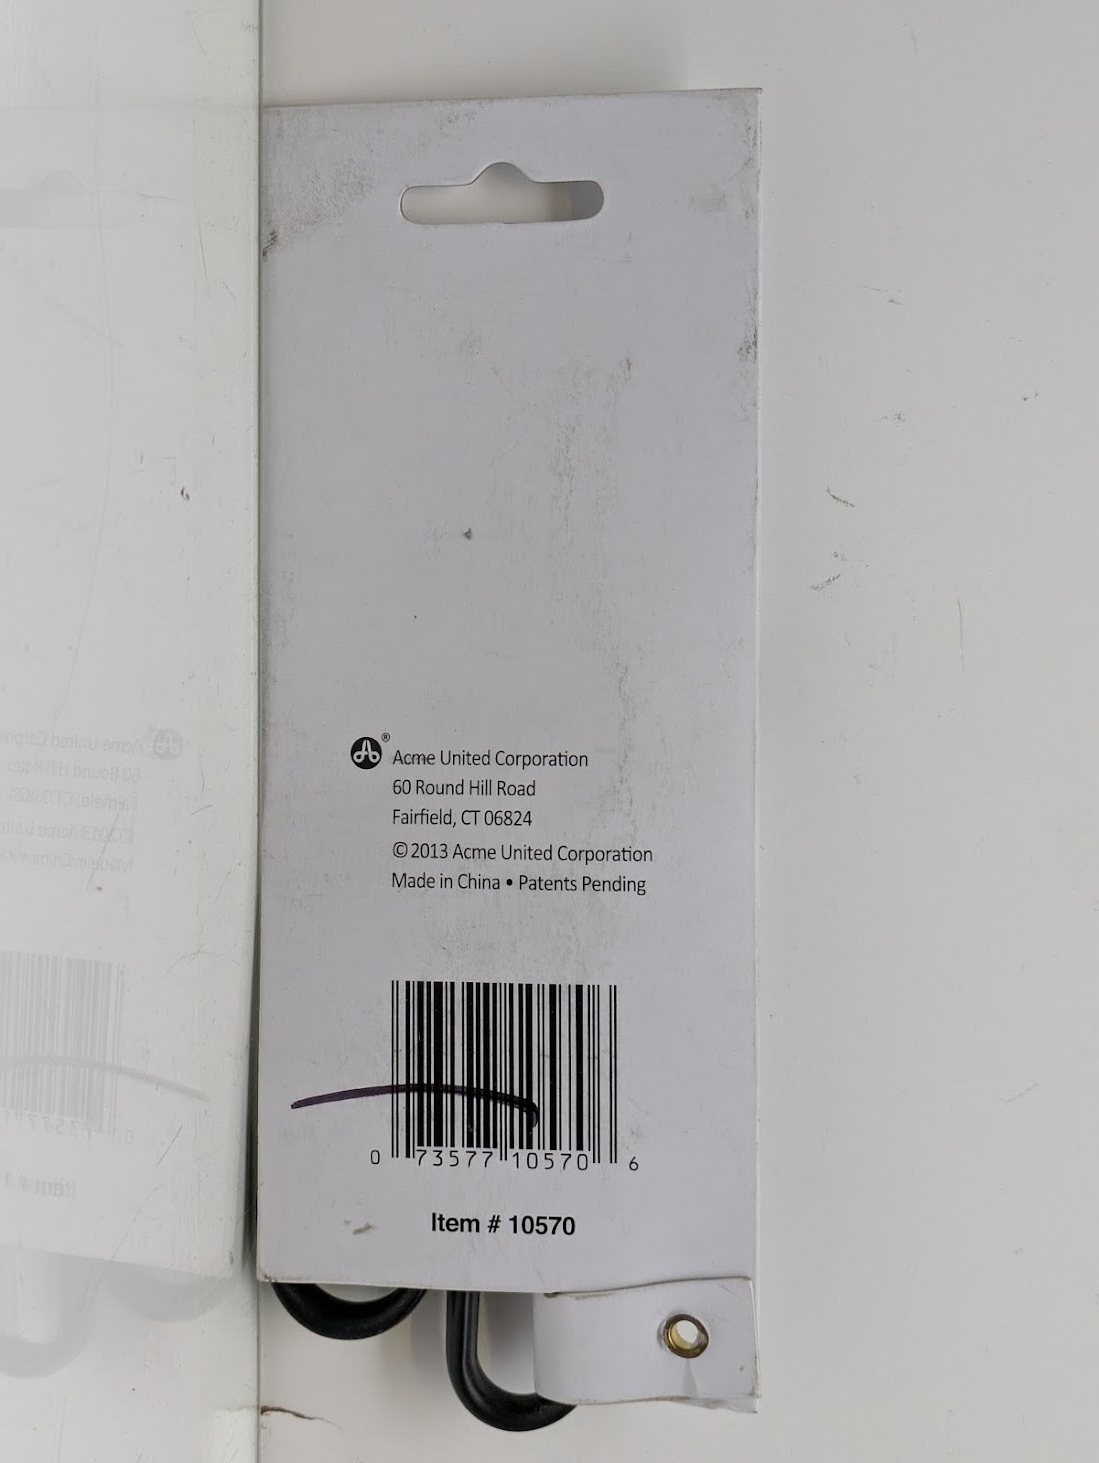 ®
Acme United Corporation
60 Round Hill Road
Fairfield, CT 06824
© 2013 Acme United Corporation
Made in China • Patents Pending
0 73577 10570 6
Item # 10570